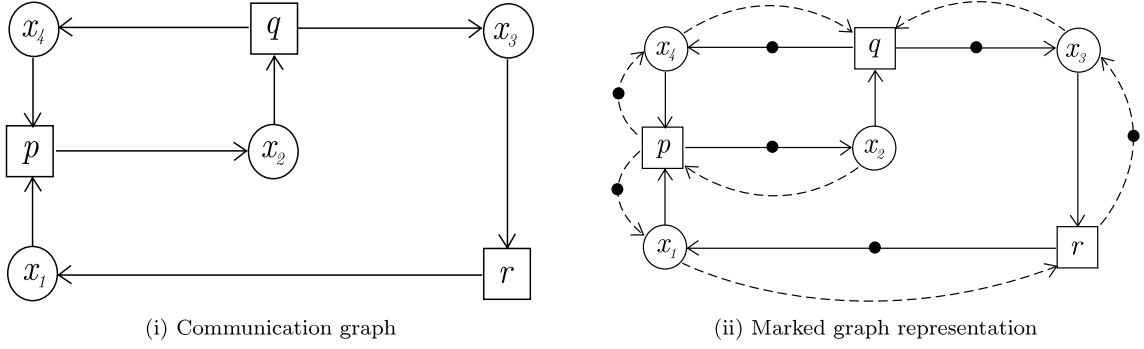 x₄ q x₃ x₄ q x₃
p x₂ p x₂
x₁ r x₁ r
(i) Communication graph (ii) Marked graph representation